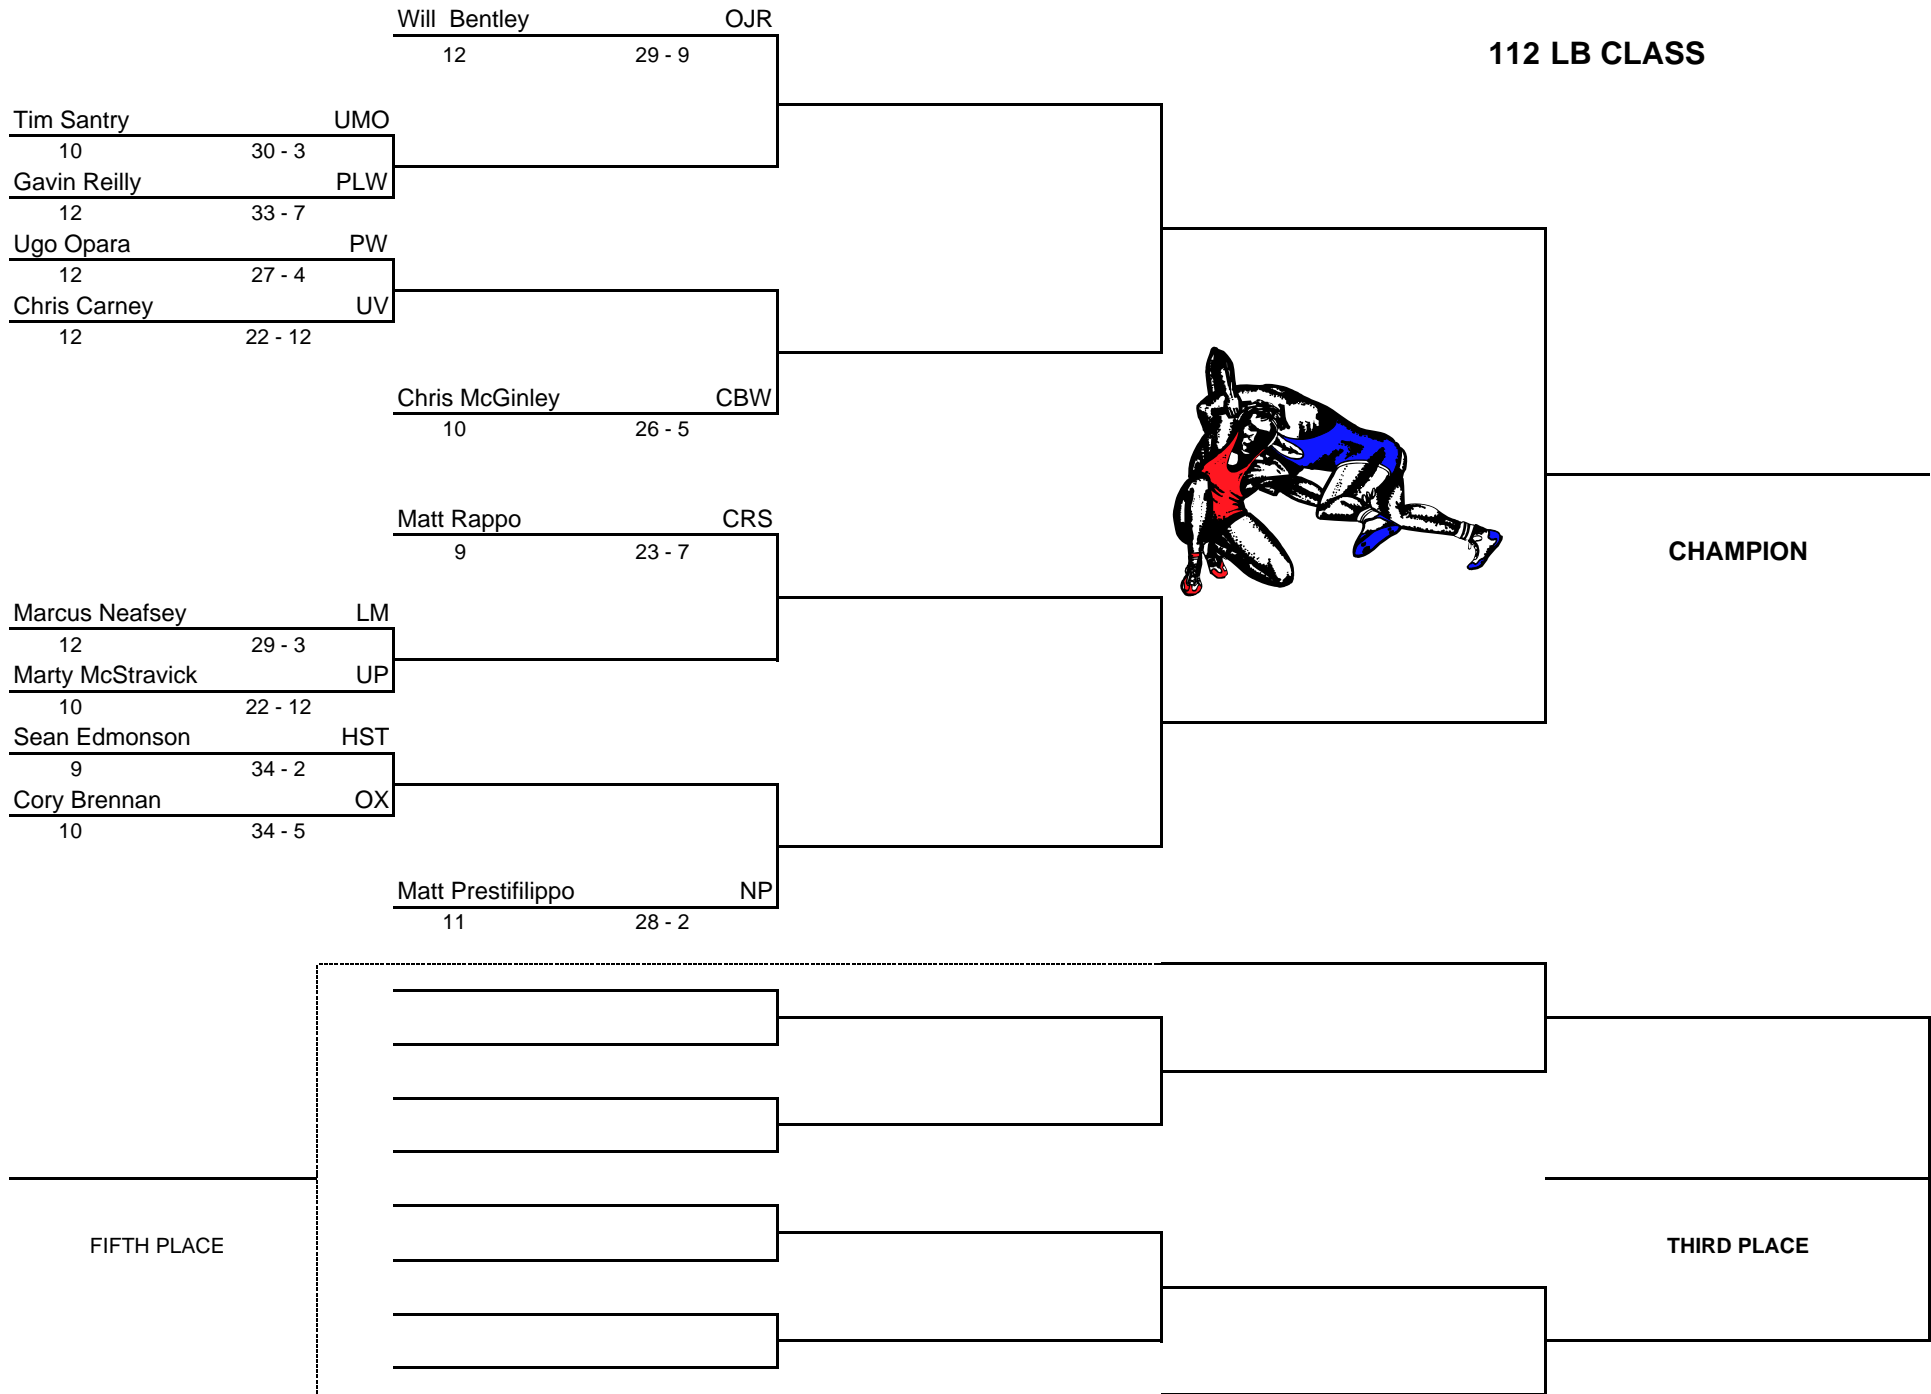 Will  Bentley OJR
12 29 - 9
112 LB CLASS
Tim Santry UMO
10 30 - 3
Gavin Reilly PLW
12 33 - 7
Ugo Opara PW
12 27 - 4
Chris Carney UV
12 22 - 12
Chris McGinley CBW
10 26 - 5
Matt Rappo CRS
9 23 - 7
CHAMPION
Marcus Neafsey LM
12 29 - 3
Marty McStravick UP
10 22 - 12
Sean Edmonson HST
9 34 - 2
Cory Brennan OX
10 34 - 5
Matt Prestifilippo NP
11 28 - 2
FIFTH PLACE
THIRD PLACE